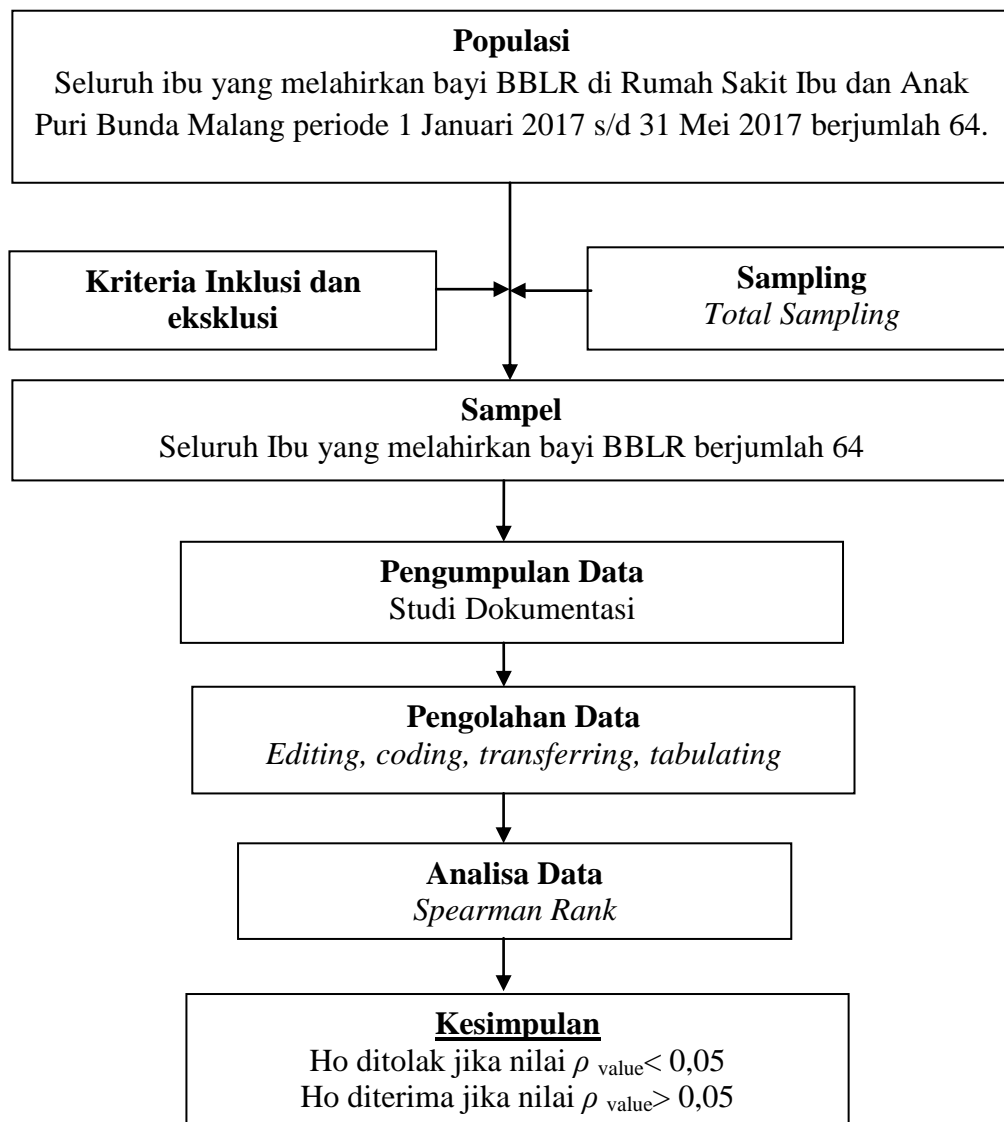 Populasi
Seluruh ibu yang melahirkan bayi BBLR di Rumah Sakit Ibu dan Anak
Puri Bunda Malang periode 1 Januari 2017 s/d 31 Mei 2017 berjumlah 64.
Kriteria Inklusi dan
eksklusi
Sampling
Total Sampling
Sampel
Seluruh Ibu yang melahirkan bayi BBLR berjumlah 64
Pengumpulan Data
Studi Dokumentasi
Pengolahan Data
Editing, coding, transferring, tabulating
Analisa Data
Spearman Rank
Kesimpulan
Ho ditolak jika nilai ρ value< 0,05
Ho diterima jika nilai ρ value> 0,05